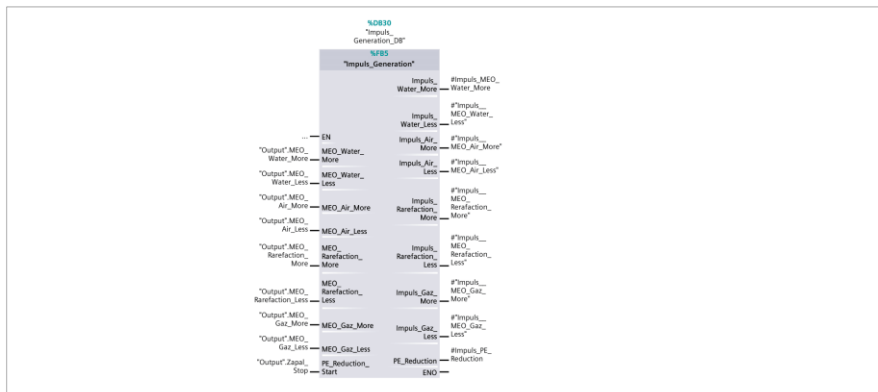 %DB30
"Impuls_
Generation_DB"
%FB5
"Impuls_Generation"
Impuls_
Water_More
#Impuls_MEO_
Water_More
Impuls_
Water_Less
#"Impuls__
MEO_Water_
Less"
... EN
Impuls_Air_
More
#"Impuls__
MEO_Air_More"
"Output".MEO_
Water_More
MEO_Water_
More
Impuls_Air_
Less
#"Impuls__
MEO_Air_Less"
"Output".MEO_
Water_Less
MEO_Water_
Less
"Output".MEO_
Air_More
MEO_Air_More
Impuls_
Rarefaction_
More
#"Impuls__
MEO_
Rerafaction_
More"
"Output".MEO_
Air_Less
MEO_Air_Less
"Output".MEO_
Rarefaction_
More
MEO_
Rarefaction_
More
Impuls_
Rarefaction_
Less
#"Impuls__
MEO_
Rerafaction_
Less"
"Output".MEO_
Rarefaction_Less
MEO_
Rarefaction_
Less
Impuls_Gaz_
More
#"Impuls__
MEO_Gaz_
More"
"Output".MEO_
Gaz_More
MEO_Gaz_More
Impuls_Gaz_
Less
#"Impuls__
MEO_Gaz_
Less"
"Output".MEO_
Gaz_Less
MEO_Gaz_Less
"Output".Zapal_
Stop
PE_Reduction_
Start
PE_Reduction
#Impuls_PE_
Reduction
ENO